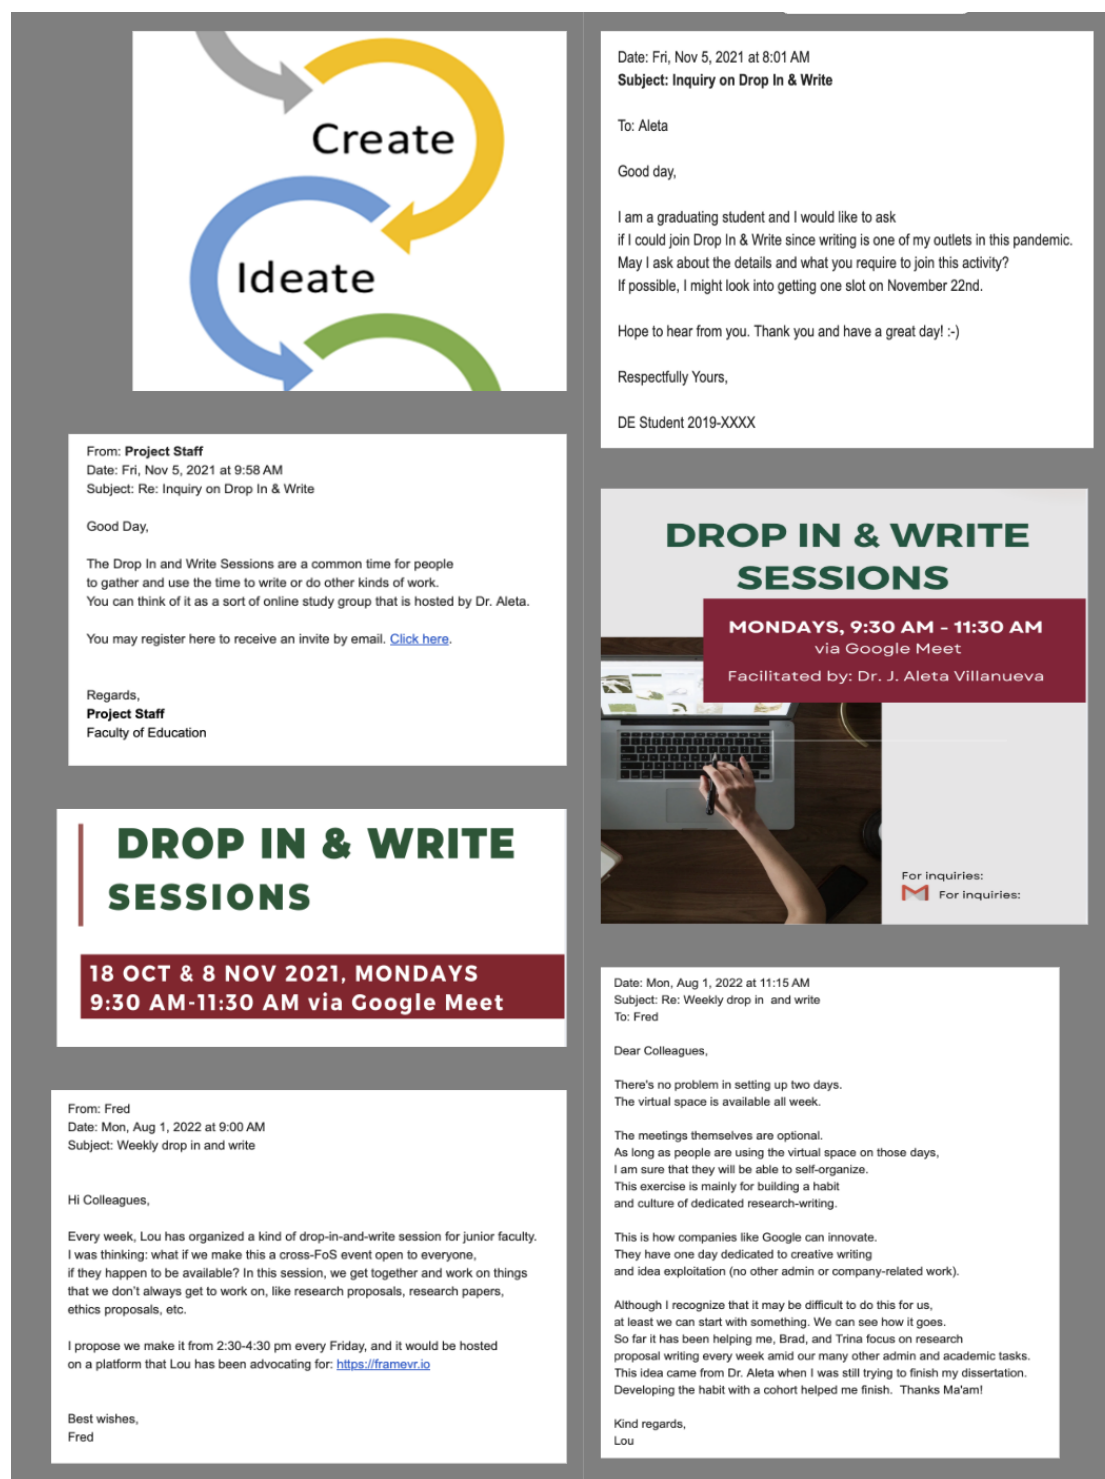 Create
Ideate
Date: Fri, Nov 5, 2021 at 8:01 AM
Subject: Inquiry on Drop In & Write
To: Aleta
Good day,
I am a graduating student and I would like to ask
if I could join Drop In & Write since writing is one of my outlets in this pandemic.
May I ask about the details and what you require to join this activity?
If possible, I might look into getting one slot on November 22nd.
Hope to hear from you. Thank you and have a great day! :-)
Respectfully Yours,
DE Student 2019-XXXX
From: Project Staff
Date: Fri, Nov 5, 2021 at 9:58 AM
Subject: Re: Inquiry on Drop In & Write
Good Day,
The Drop In and Write Sessions are a common time for people
to gather and use the time to write or do other kinds of work.
You can think of it as a sort of online study group that is hosted by Dr. Aleta.
You may register here to receive an invite by email. Click here.
Regards,
Project Staff
Faculty of Education
DROP IN & WRITE
SESSIONS
MONDAYS, 9:30 AM - 11:30 AM
via Google Meet
Facilitated by: Dr. J. Aleta Villanueva
For inquiries:
For inquiries:
DROP IN & WRITE
SESSIONS
18 OCT & 8 NOV 2021, MONDAYS
9:30 AM-11:30 AM via Google Meet
From: Fred
Date: Mon, Aug 1, 2022 at 9:00 AM
Subject: Weekly drop in and write
Hi Colleagues,
Every week, Lou has organized a kind of drop-in-and-write session for junior faculty.
I was thinking: what if we make this a cross-FoS event open to everyone,
if they happen to be available? In this session, we get together and work on things
that we don't always get to work on, like research proposals, research papers,
ethics proposals, etc.
I propose we make it from 2:30-4:30 pm every Friday, and it would be hosted
on a platform that Lou has been advocating for: https://framevr.io
Best wishes,
Fred
Date: Mon, Aug 1, 2022 at 11:15 AM
Subject: Re: Weekly drop in and write
To: Fred
Dear Colleagues,
There's no problem in setting up two days.
The virtual space is available all week.
The meetings themselves are optional.
As long as people are using the virtual space on those days,
I am sure that they will be able to self-organize.
This exercise is mainly for building a habit
and culture of dedicated research-writing.
This is how companies like Google can innovate.
They have one day dedicated to creative writing
and idea exploitation (no other admin or company-related work).
Although I recognize that it may be difficult to do this for us,
at least we can start with something. We can see how it goes.
So far it has been helping me, Brad, and Trina focus on research
proposal writing every week amid our many other admin and academic tasks.
This idea came from Dr. Aleta when I was still trying to finish my dissertation.
Developing the habit with a cohort helped me finish. Thanks Ma'am!
Kind regards,
Lou